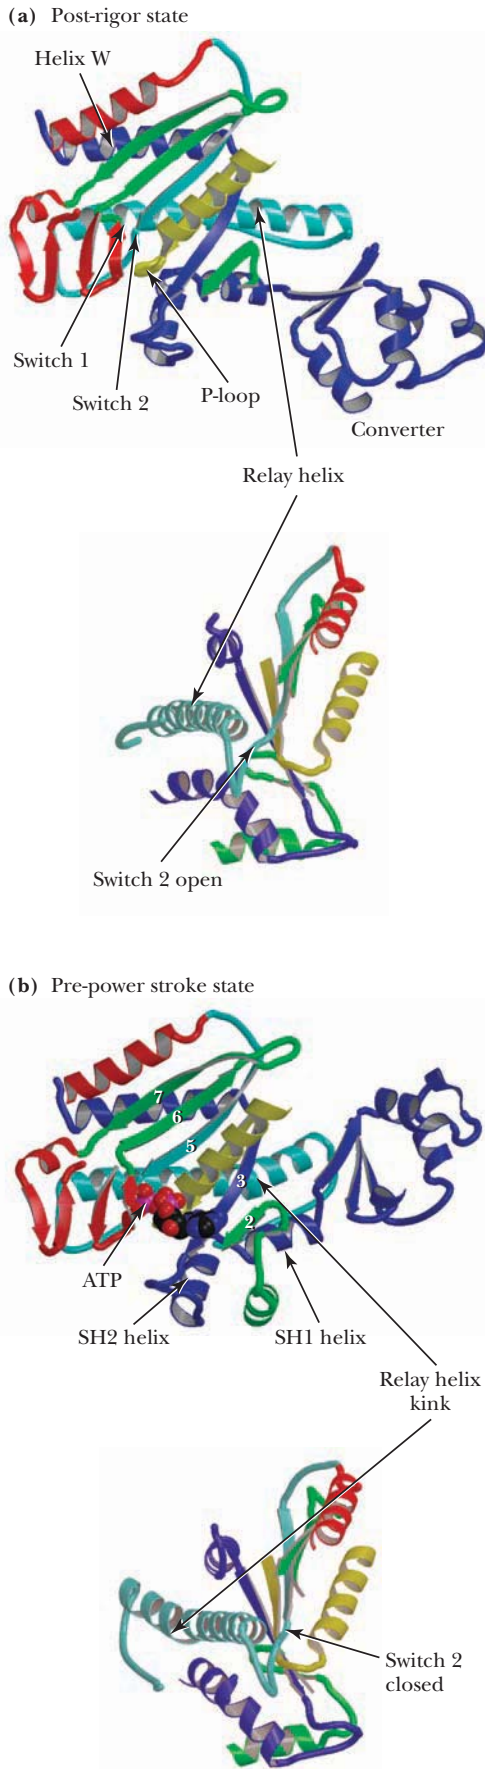 (a) Post-rigor state
Helix W
Switch 1
Switch 2
P-loop
Converter
Relay helix
Switch 2 open
(b) Pre-power stroke state
7
6
5
3
2
ATP
SH2 helix
SH1 helix
Relay helix
kink
Switch 2
closed